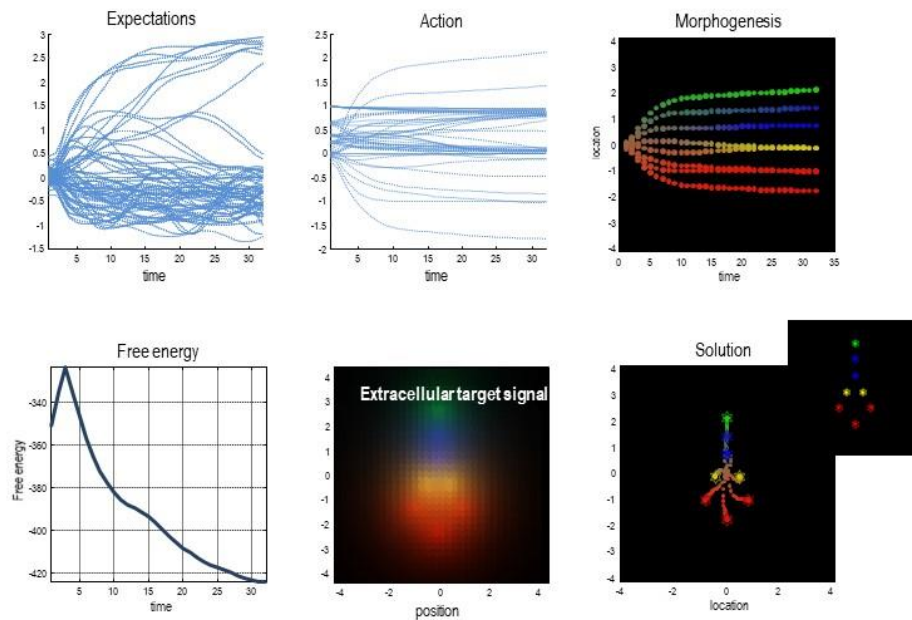 Expectations
3
2.5
2
1.5
1
0.5
0
-0.5
-1
-1.5
5 10 15 20 25 30
time
Action
2.5
2
1.5
1
0.5
0
-0.5
-1
-1.5
-2
5 10 15 20 25 30
time
Morphogenesis
location
4
3
2
1
0
-1
-2
-3
-4
0 5 10 15 20 25 30 35
time
Free energy
Free energy
-340
-360
-380
-400
-420
5 10 15 20 25 30
time
Extracellular target signal
4
3
2
1
0
-1
-2
-3
-4
-4 -2 0 2 4
position
Solution
4
3
2
1
0
-1
-2
-3
-4
-4 -2 0 2 4
location